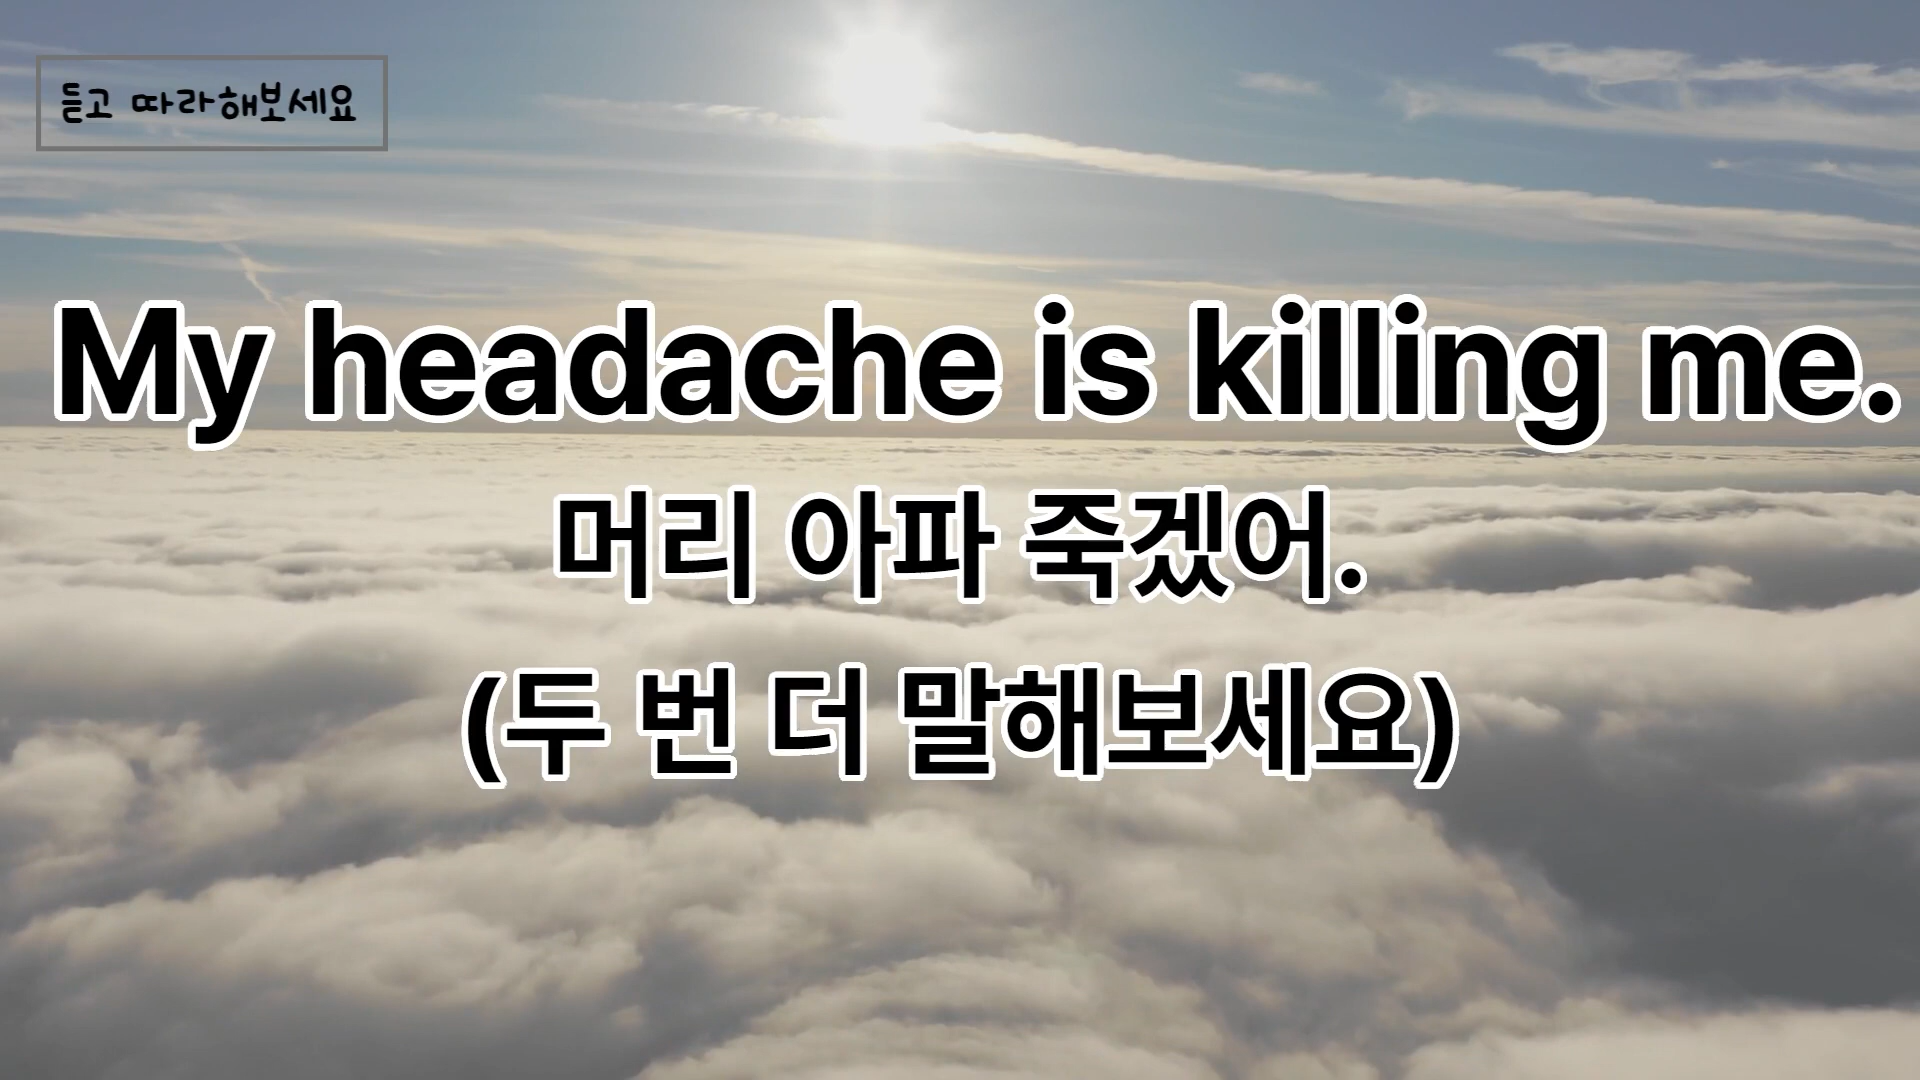 듣고 따라해보세요
My headache is killing me.
머리 아파 죽겠어.
(두 번 더 말해보세요)